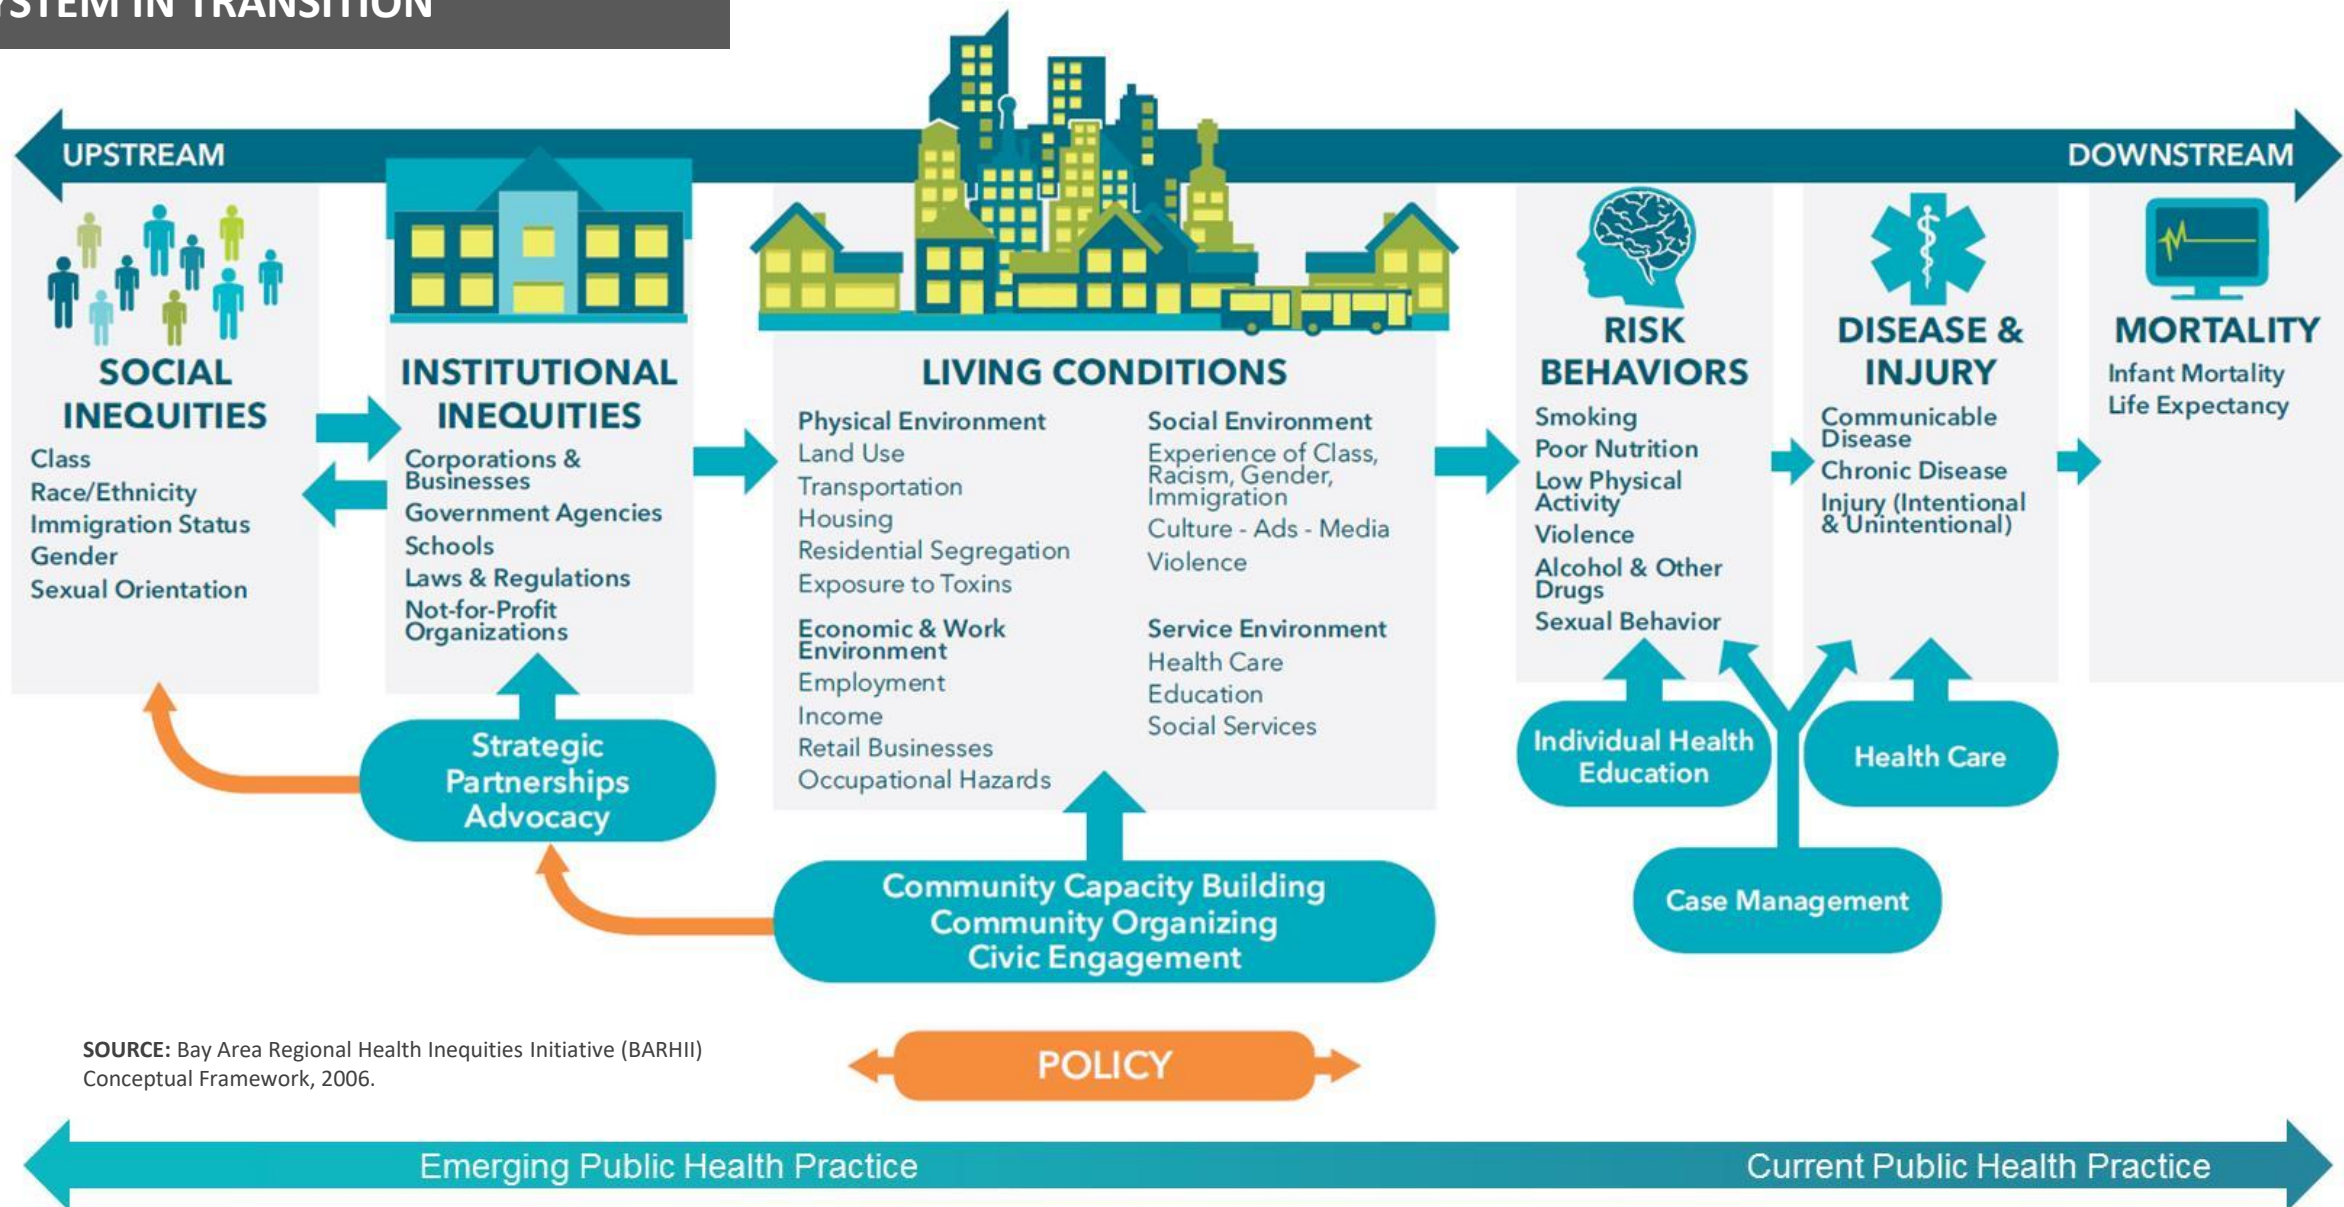 YSTEM IN TRANSITION
UPSTREAM
DOWNSTREAM
SOCIAL
INEQUITIES
Class
Race/Ethnicity
Immigration Status
Gender
Sexual Orientation
INSTITUTIONAL
INEQUITIES
Corporations &
Businesses
Government Agencies
Schools
Laws & Regulations
Not-for-Profit
Organizations
Strategic
Partnerships
Advocacy
LIVING CONDITIONS
Physical Environment
Land Use
Transportation
Housing
Residential Segregation
Exposure to Toxins
Economic & Work
Environment
Employment
Income
Retail Businesses
Occupational Hazards
Social Environment
Experience of Class,
Racism, Gender,
Immigration
Culture - Ads - Media
Violence
Service Environment
Health Care
Education
Social Services
Community Capacity Building
Community Organizing
Civic Engagement
RISK
BEHAVIORS
Smoking
Poor Nutrition
Low Physical
Activity
Violence
Alcohol & Other
Drugs
Sexual Behavior
Individual Health
Education
DISEASE &
INJURY
Communicable
Disease
Chronic Disease
Injury (Intentional
& Unintentional)
Health Care
Case Management
MORTALITY
Infant Mortality
Life Expectancy
SOURCE: Bay Area Regional Health Inequities Initiative (BARHII)
Conceptual Framework, 2006.
POLICY
Emerging Public Health Practice
Current Public Health Practice